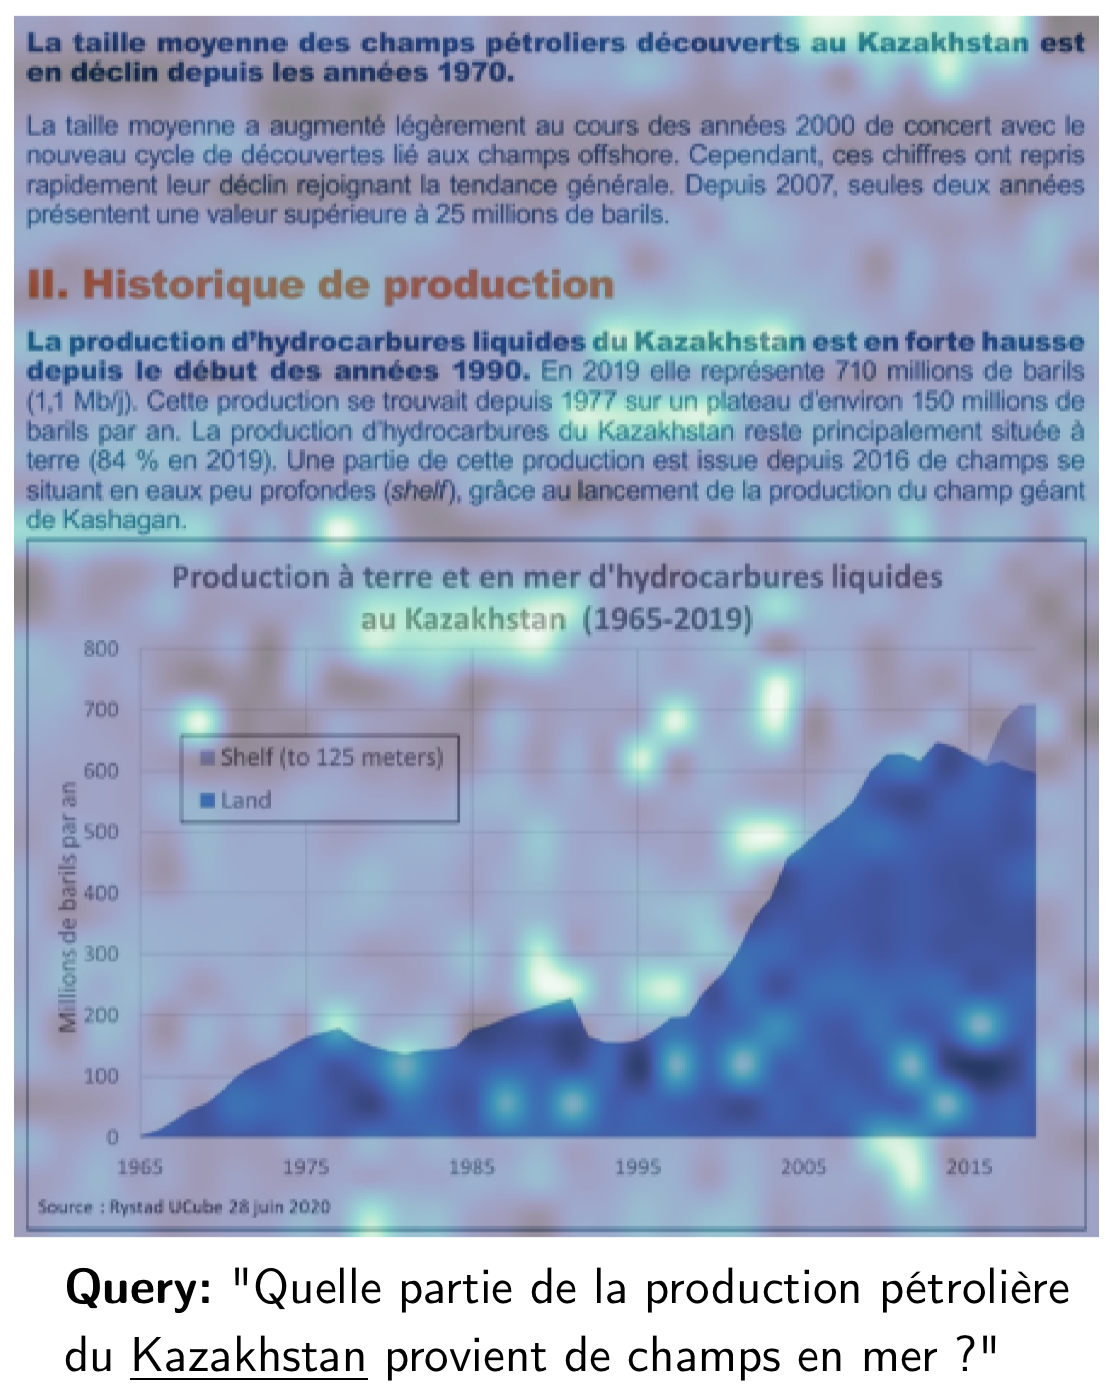 La taille moyenne des champs pétroliers découverts au Kazakhstan est
en déclin depuis les années 1970.
La taille moyenne a augmenté légèrement au cours des années 2000 de concert avec le
nouveau cycle de découvertes lié aux champs offshore. Cependant, ces chiffres ont repris
rapidement leur déclin rejoignant la tendance générale. Depuis 2007, seules deux années
présentent une valeur supérieure à 25 millions de barils.
II. Historique de production
La production d'hydrocarbures liquides du Kazakhstan est en forte hausse
depuis le début des années 1990. En 2019 elle représente 710 millions de barils
(1,1 Mb/j). Cette production se trouvait depuis 1977 sur un plateau d'environ 150 millions de
barils par an. La production d'hydrocarbures du Kazakhstan reste principalement située à
terre (84 % en 2019). Une partie de cette production est issue depuis 2016 de champs se
situant en eaux peu profondes (shelf), grâce au lancement de la production du champ géant
de Kashagan.
Production à terre et en mer d'hydrocarbures liquides
au Kazakhstan (1965-2019)
Millions de barils par an
800
700
600
500
400
300
200
100
0
Shelf (to 125 meters)
Land
1965 1975 1985 1995 2005 2015
Source : Rystad UCube 28 juin 2020
Query: "Quelle partie de la production pétrolière
du Kazakhstan provient de champs en mer ?"